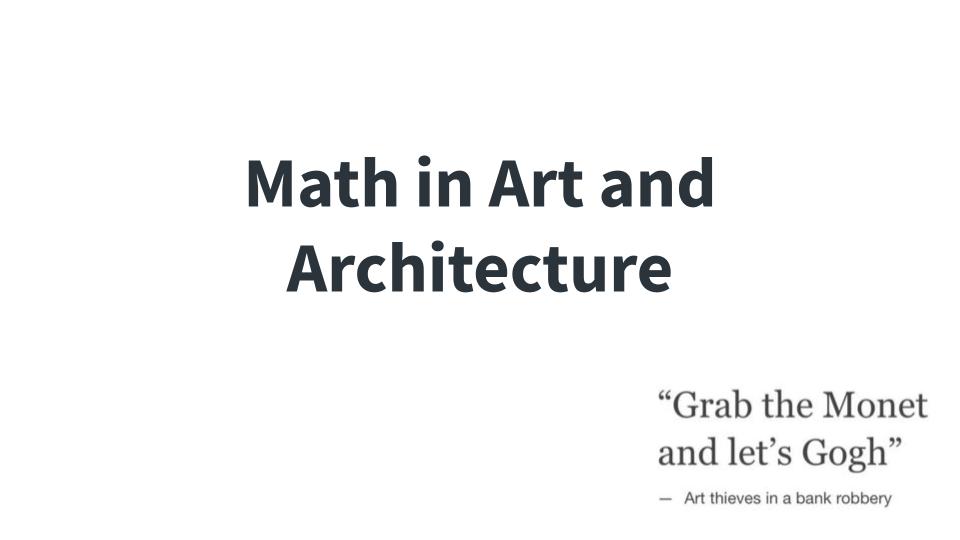 Math in Art and
Architecture
“Grab the Monet
and let’s Gogh”
— Art thieves in a bank robbery